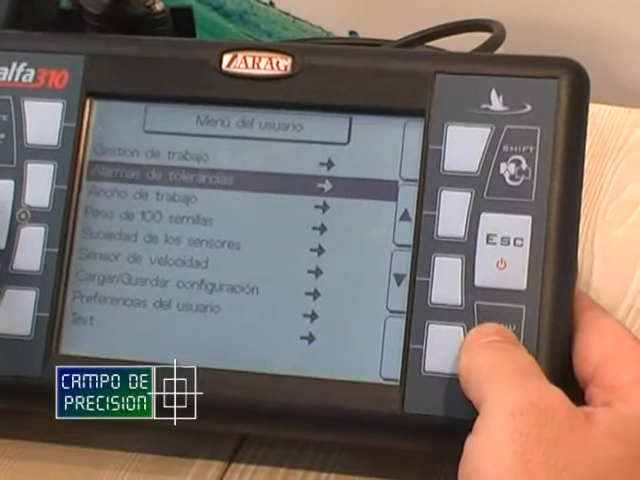 alfa310
ARAG
Menú del usuario
Gestion de trabajo
Alarmas de tolerancias
Ancho de trabajo
Peso de 100 semillas
Suciedad de los sensores
Sensor de velocidad
Cargar/Guardar configuración
Preferencias del usuario
Test
SHIFT
ESC
CAMPO DE
PRECISION